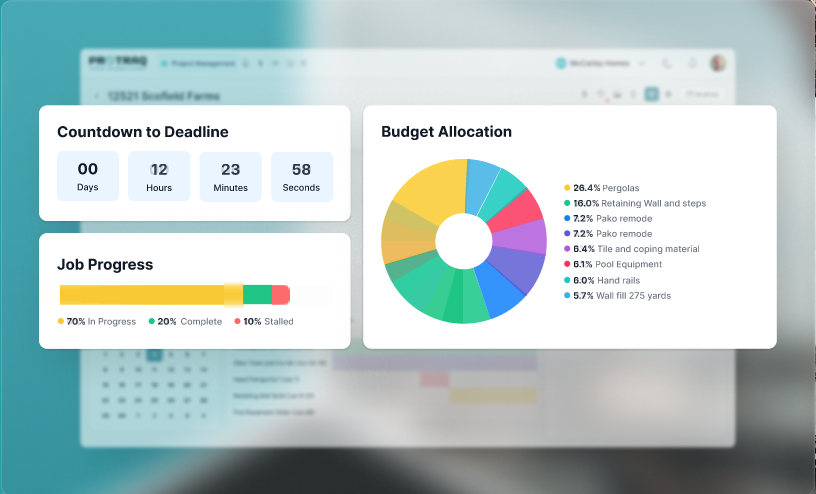 PROTRAQ
Project Management
McCarley Homes
12521 Scofield Farms
Countdown to Deadline
00 12 23 58
Days Hours Minutes Seconds
Job Progress
70% In Progress 20% Complete 10% Stalled
Budget Allocation
26.4% Pergolas
16.0% Retaining Wall and steps
7.2% Pako remode
7.2% Pako remode
6.4% Tile and coping material
6.1% Pool Equipment
6.0% Hand rails
5.7% Wall fill 275 yards